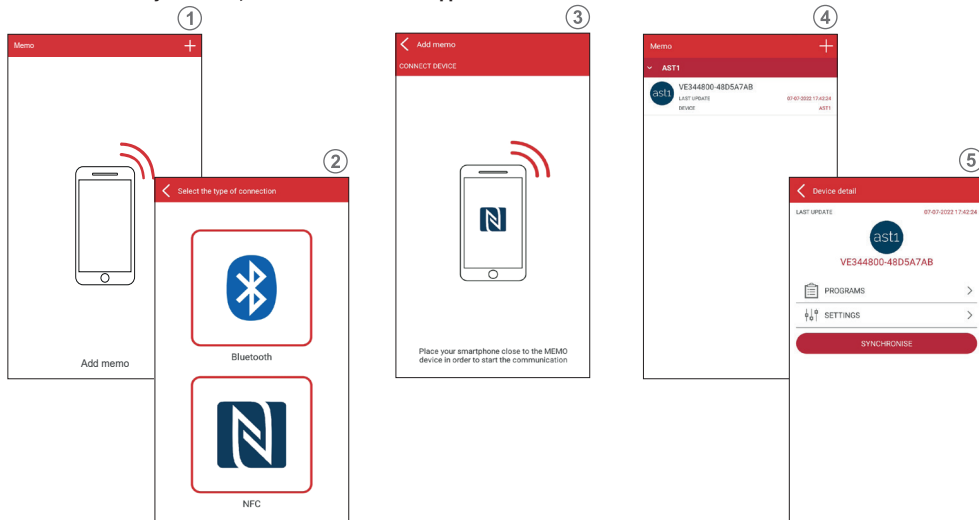 1
Memo
Add memo
2
Select the type of connection
Bluetooth
NFC
3
Add memo
CONNECT DEVICE
Place your smartphone close to the MEMO
device in order to start the communication
4
Memo
AST1
ast1
VE344800-48D5A7AB
LAST UPDATE 07-07-2022 17:42:24
DEVICE AST1
5
Device detail
LAST UPDATE 07-07-2022 17:42:24
ast1
VE344800-48D5A7AB
PROGRAMS
SETTINGS
SYNCHRONISE